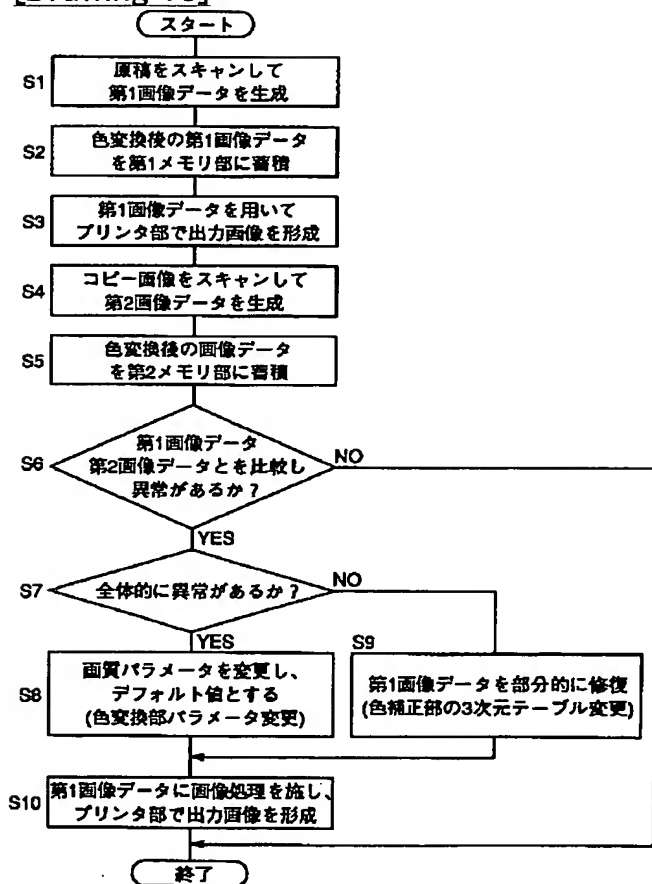 スタート
S1
原稿をスキャンして
第1画像データを生成
S2
色変換後の第1画像データ
を第1メモリ部に蓄積
S3
第1画像データを用いて
プリンタ部で出力画像を形成
S4
コピー画像をスキャンして
第2画像データを生成
S5
色変換後の画像データ
を第2メモリ部に蓄積
S6
第1画像データ
第2画像データとを比較し
異常があるか?
NO
YES
S7
全体的に異常があるか?
NO
YES
S8
画質パラメータを変更し、
デフォルト値とする
(色変換部パラメータ変更)
S9
第1画像データを部分的に修復
(色補正部の3次元テーブル変更)
S10
第1画像データに画像処理を施し、
プリンタ部で出力画像を形成
終了